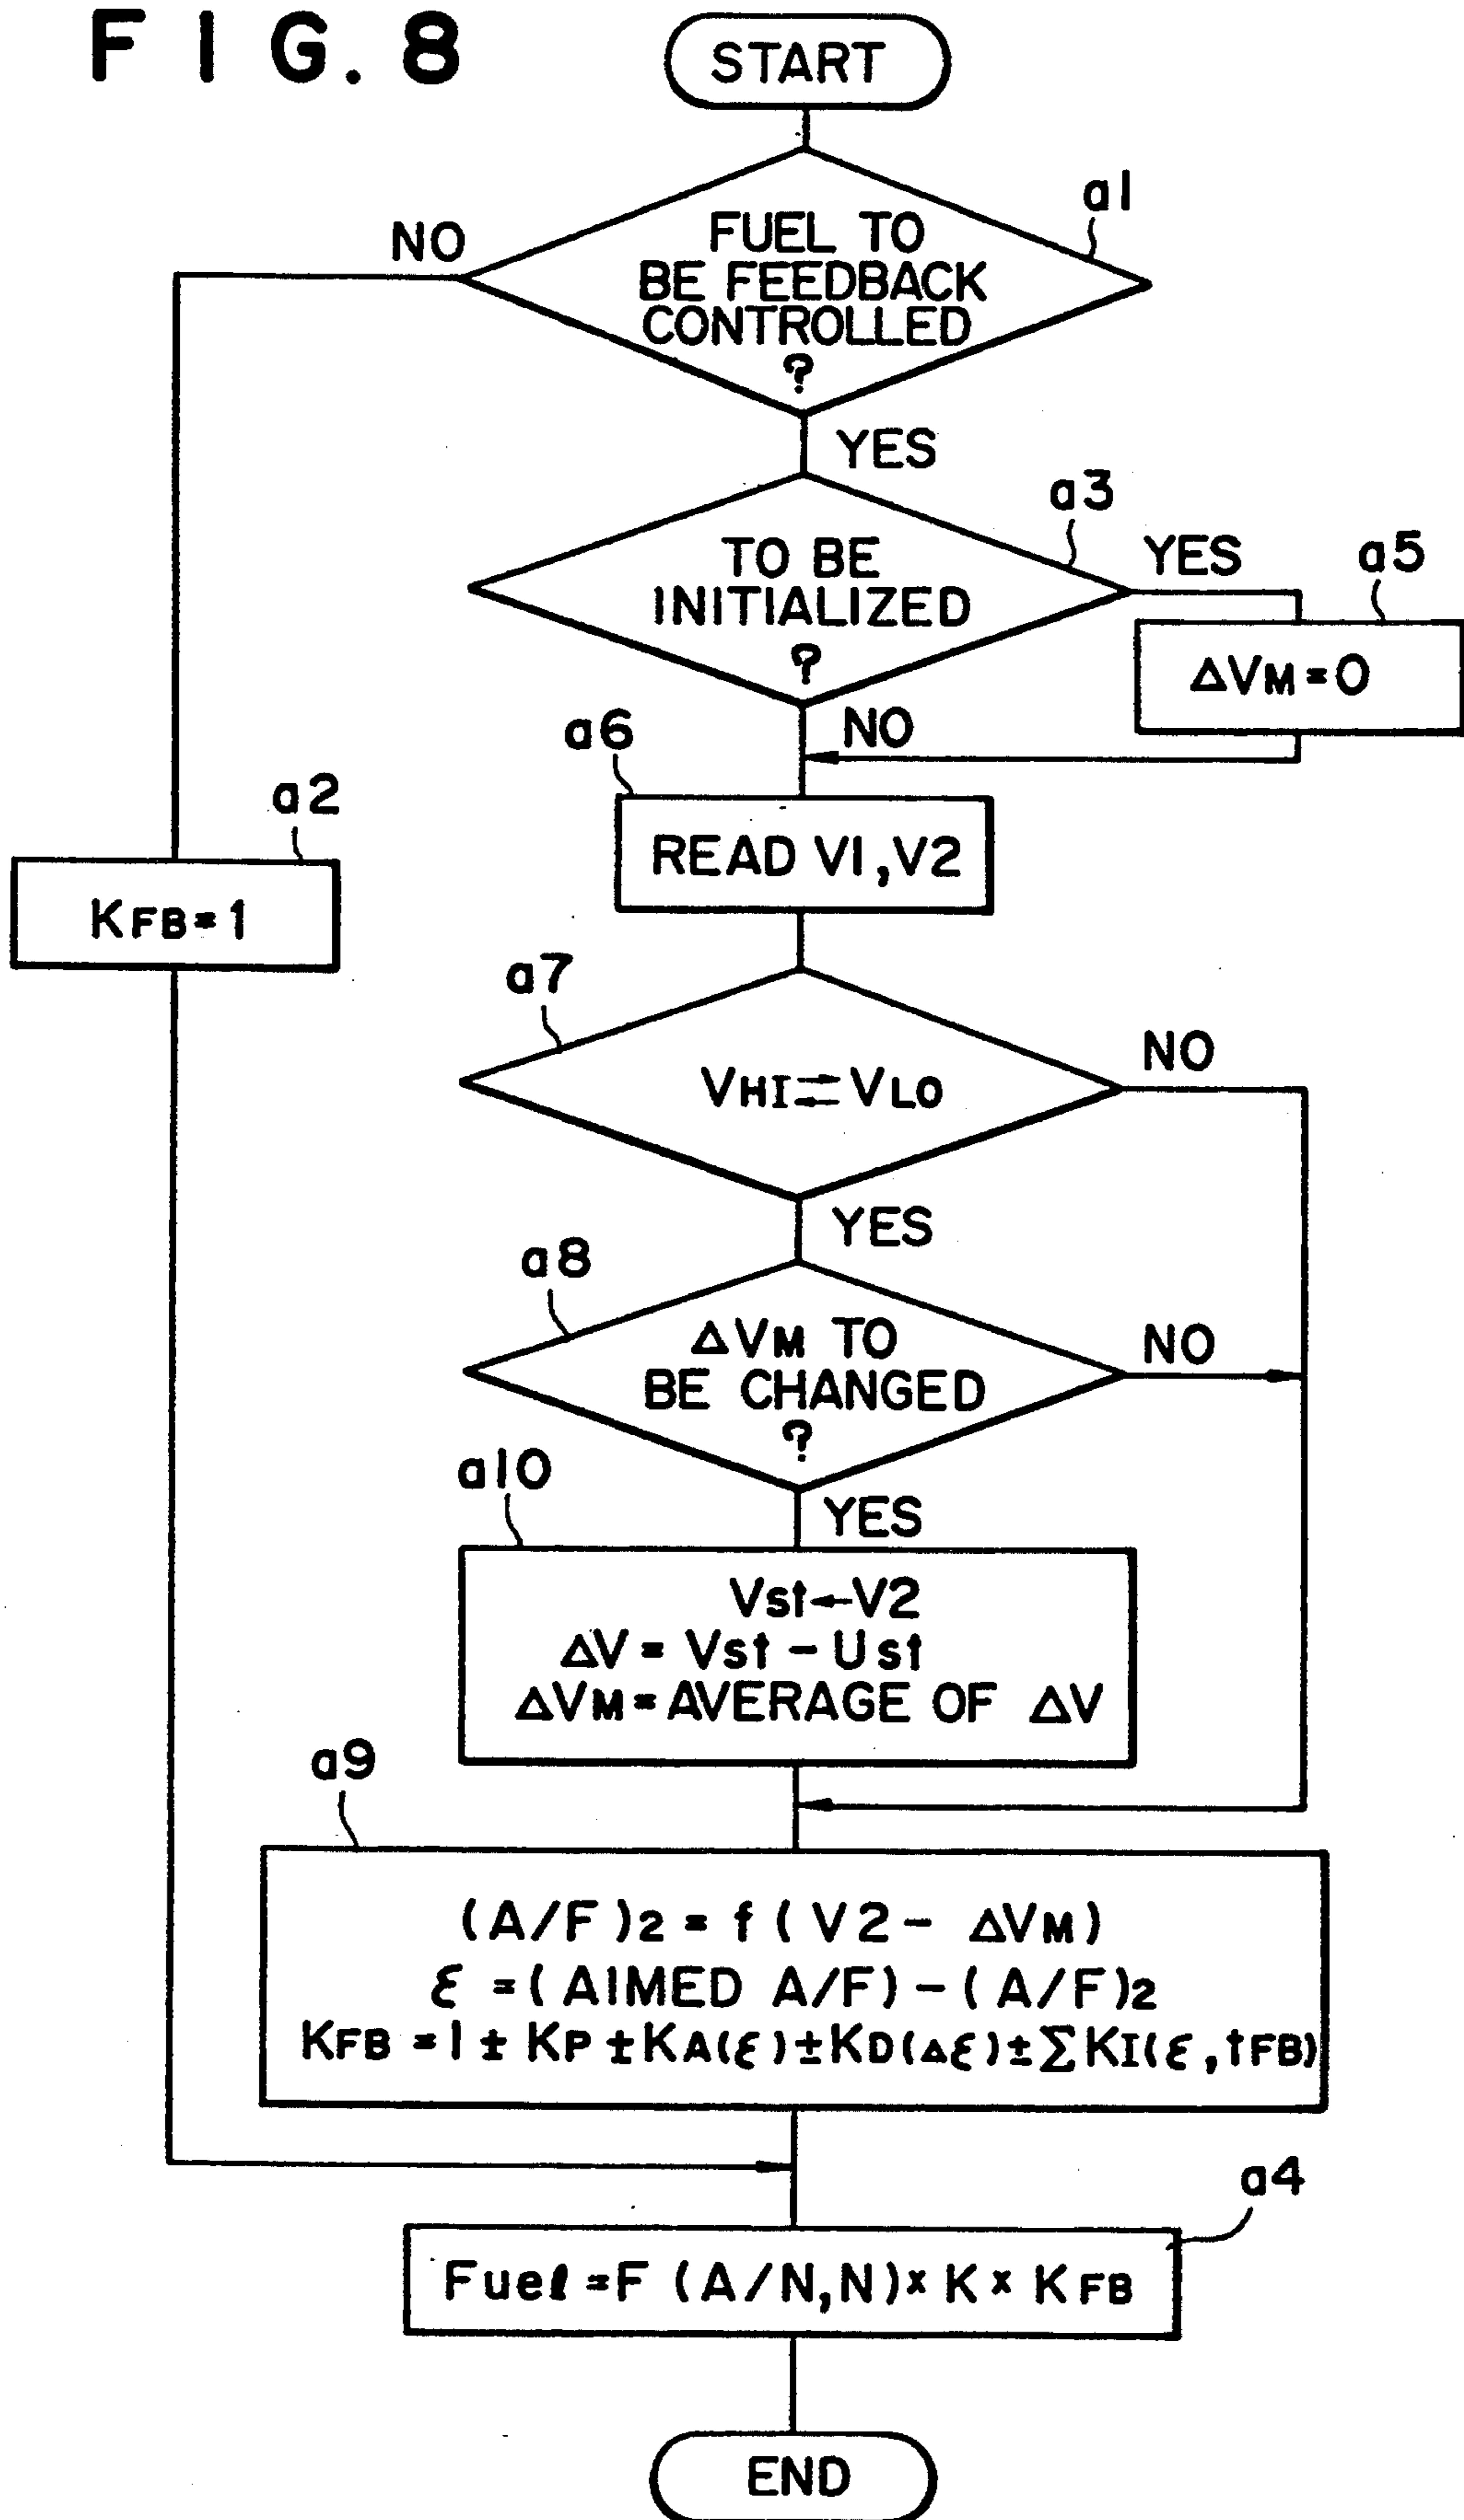 FIG. 8
START
a1
NO
FUEL TO
BE FEEDBACK
CONTROLLED
?
YES
a3
TO BE
INITIALIZED
?
YES
a5
ΔVM=0
NO
a6
READ V1,V2
a2
KFB=1
a7
VHI⇄VLO
NO
YES
a8
ΔVM TO
BE CHANGED
?
NO
a10
YES
Vst←V2
ΔV=Vst-Ust
ΔVM=AVERAGE OF ΔV
a9
(A/F)2=f(V2-ΔVM)
ε=(AIMED A/F)-(A/F)2
KFB=1±KP±KA(ε)±KD(Δε)±ΣKI(ε,tFB)
a4
Fuel=F(A/N,N)×K×KFB
END